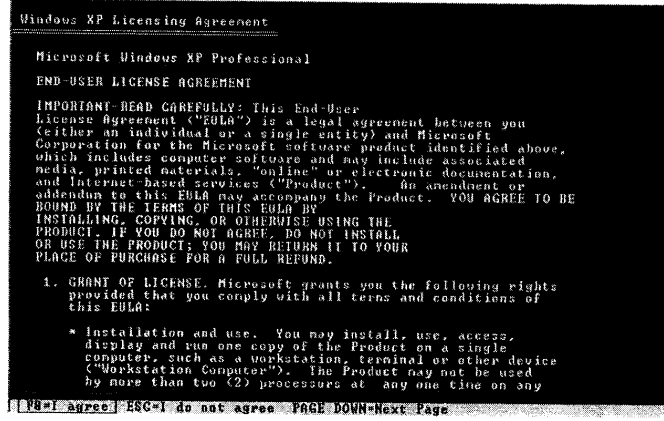 Windows XP Licensing Agreement
Microsoft Windows XP Professional
END-USER LICENSE AGREEMENT
IMPORTANT-READ CAREFULLY: This End-User
License Agreement ("EULA") is a legal agreement between you
(either an individual or a single entity) and Microsoft
Corporation for the Microsoft software product identified above,
which includes computer software and may include associated
media, printed materials, "online" or electronic documentation,
and Internet-based services ("Product"). An amendment or
addendum to this EULA may accompany the Product. YOU AGREE TO BE
BOUND BY THE TERMS OF THIS EULA BY
INSTALLING, COPYING, OR OTHERWISE USING THE
PRODUCT. IF YOU DO NOT AGREE, DO NOT INSTALL
OR USE THE PRODUCT; YOU MAY RETURN IT TO YOUR
PLACE OF PURCHASE FOR A FULL REFUND.
1. GRANT OF LICENSE. Microsoft grants you the following rights
provided that you comply with all terms and conditions of
this EULA:
* Installation and use. You may install, use, access,
display and run one copy of the Product on a single
computer, such as a workstation, terminal or other device
("Workstation Computer"). The Product may not be used
by more than two (2) processors at any one time on any
F8=I agree ESC=I do not agree PAGE DOWN=Next Page